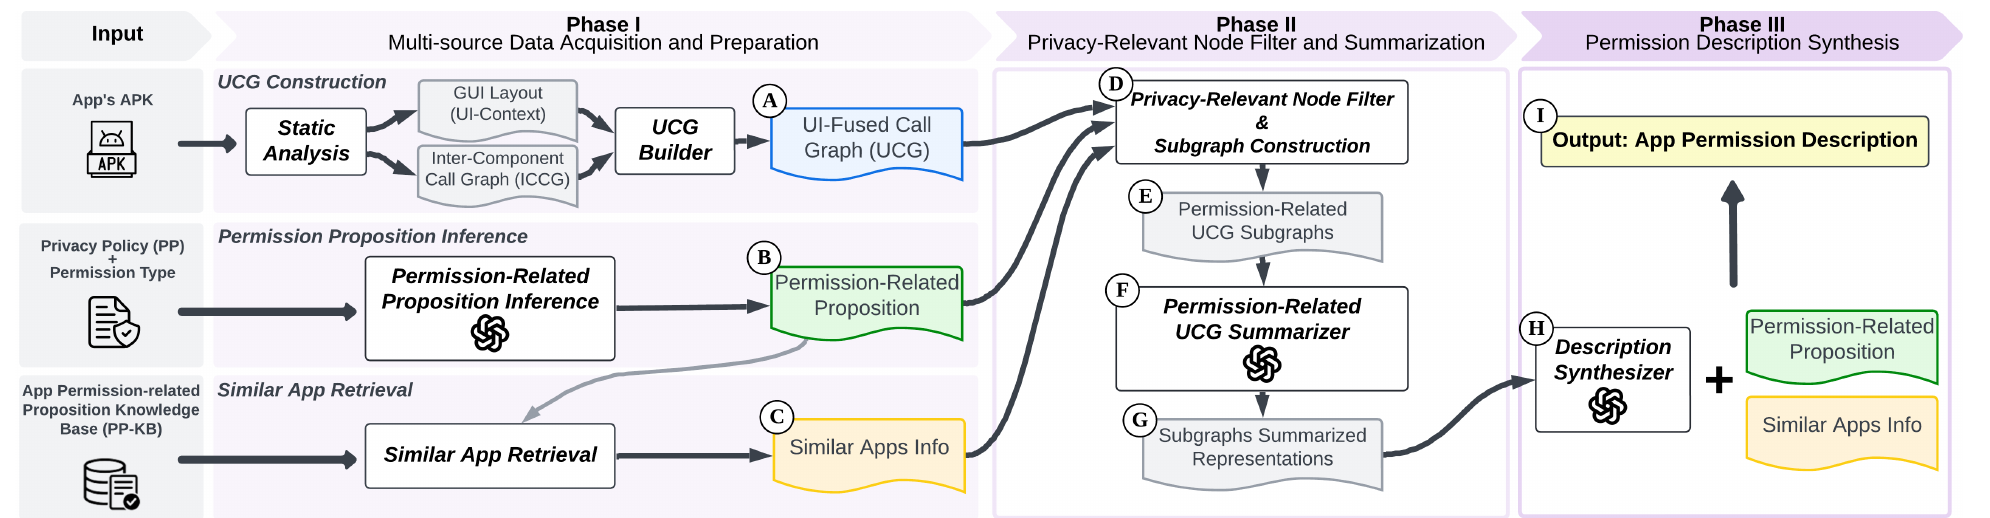 Input
Phase I
Multi-source Data Acquisition and Preparation
Phase II
Privacy-Relevant Node Filter and Summarization
Phase III
Permission Description Synthesis
App's APK
APK
UCG Construction
Static
Analysis
GUI Layout
(UI-Context)
Inter-Component
Call Graph (ICCG)
UCG
Builder
A
UI-Fused Call
Graph (UCG)
Privacy Policy (PP)
+
Permission Type
Permission Proposition Inference
Permission-Related
Proposition Inference
B
Permission-Related
Proposition
App Permission-related
Proposition Knowledge
Base (PP-KB)
Similar App Retrieval
Similar App Retrieval
C
Similar Apps Info
D
Privacy-Relevant Node Filter
&
Subgraph Construction
E
Permission-Related
UCG Subgraphs
F
Permission-Related
UCG Summarizer
G
Subgraphs Summarized
Representations
I
Output: App Permission Description
H
Description
Synthesizer
+
Permission-Related
Proposition
Similar Apps Info